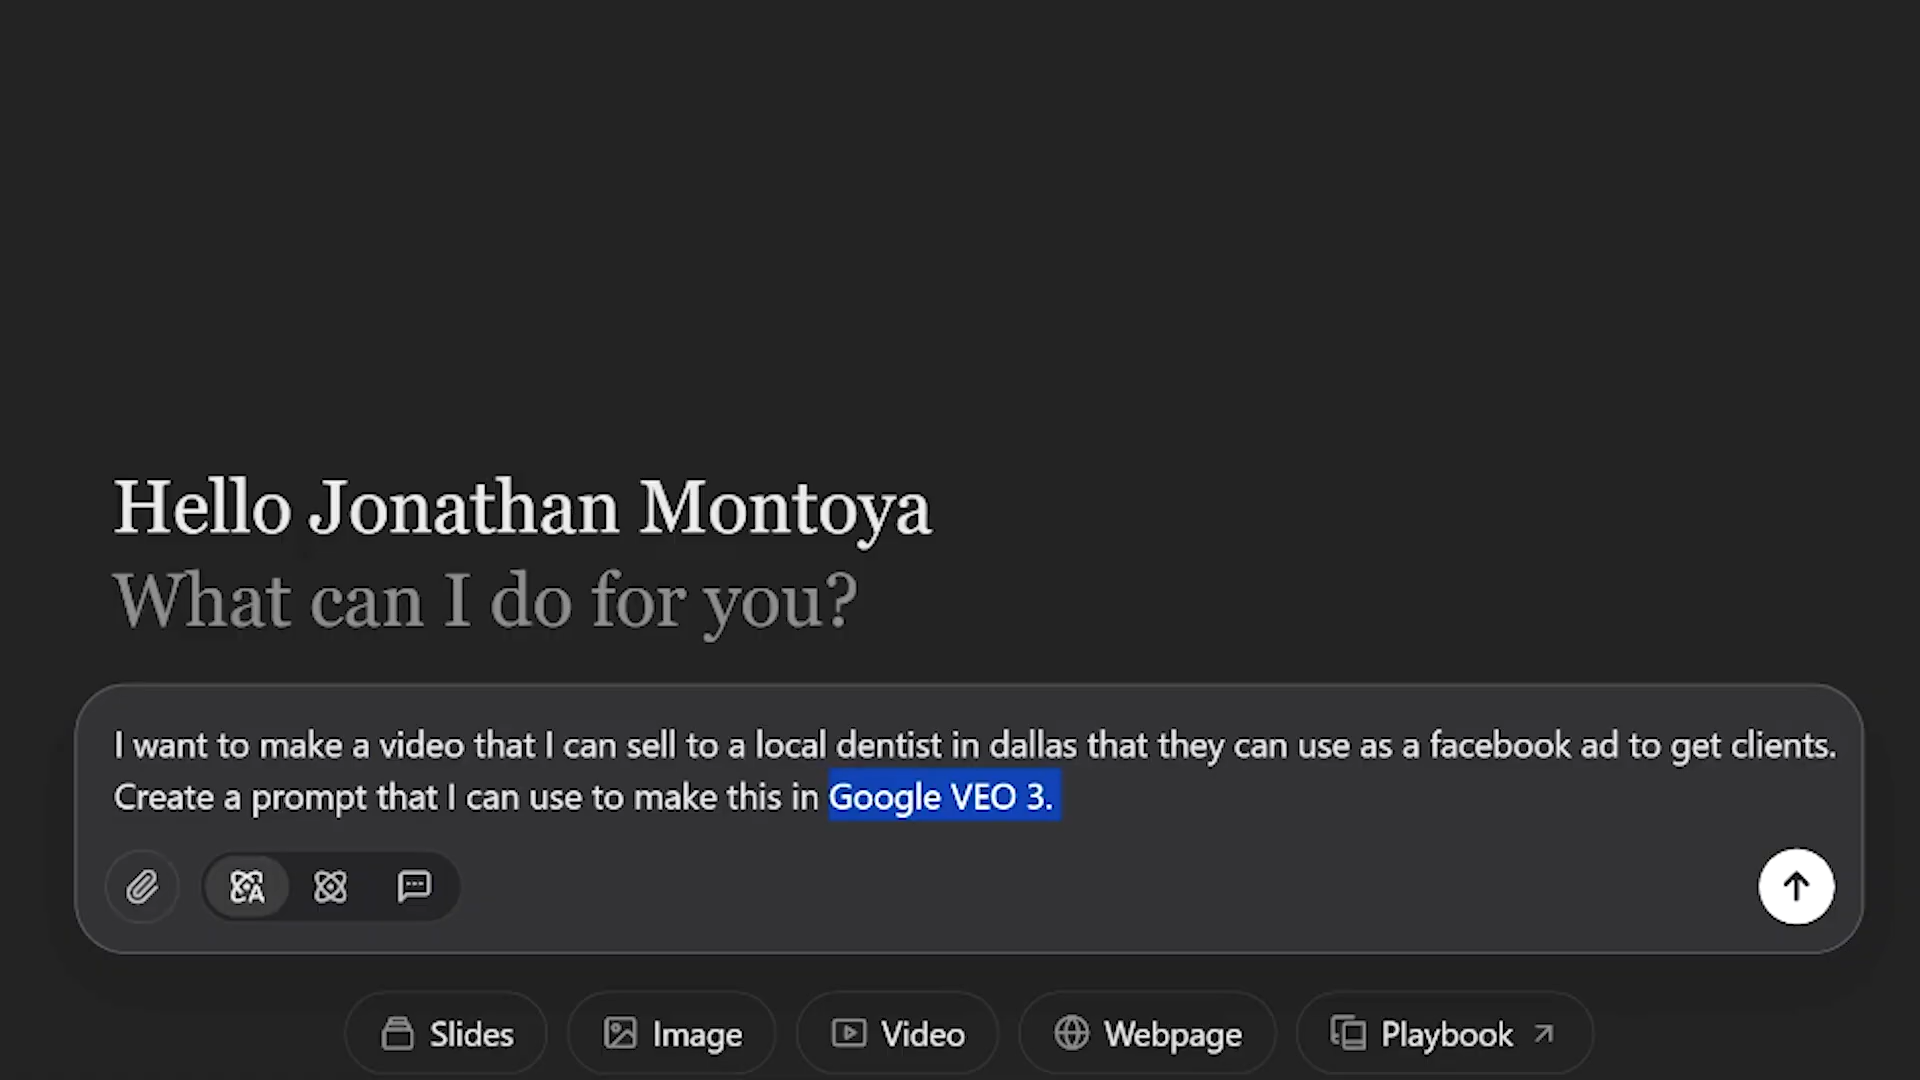 Hello Jonathan Montoya
What can I do for you?
I want to make a video that I can sell to a local dentist in dallas that they can use as a facebook ad to get clients.
Create a prompt that I can use to make this in Google VEO 3.
Slides
Image
Video
Webpage
Playbook